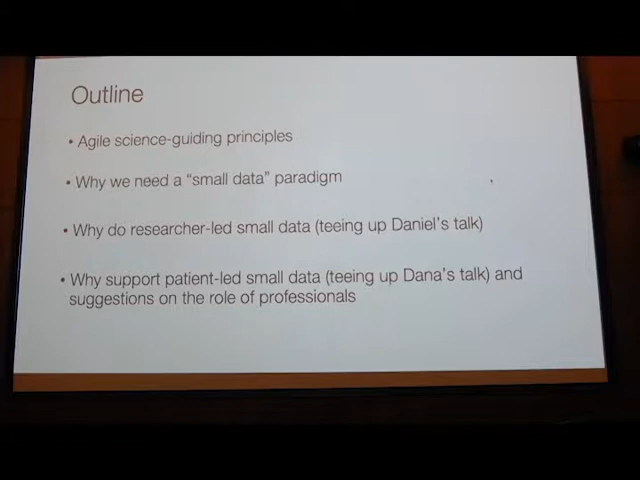 Outline
• Agile science-guiding principles
• Why we need a “small data” paradigm
• Why do researcher-led small data (teeing up Daniel’s talk)
• Why support patient-led small data (teeing up Dana’s talk) and
suggestions on the role of professionals